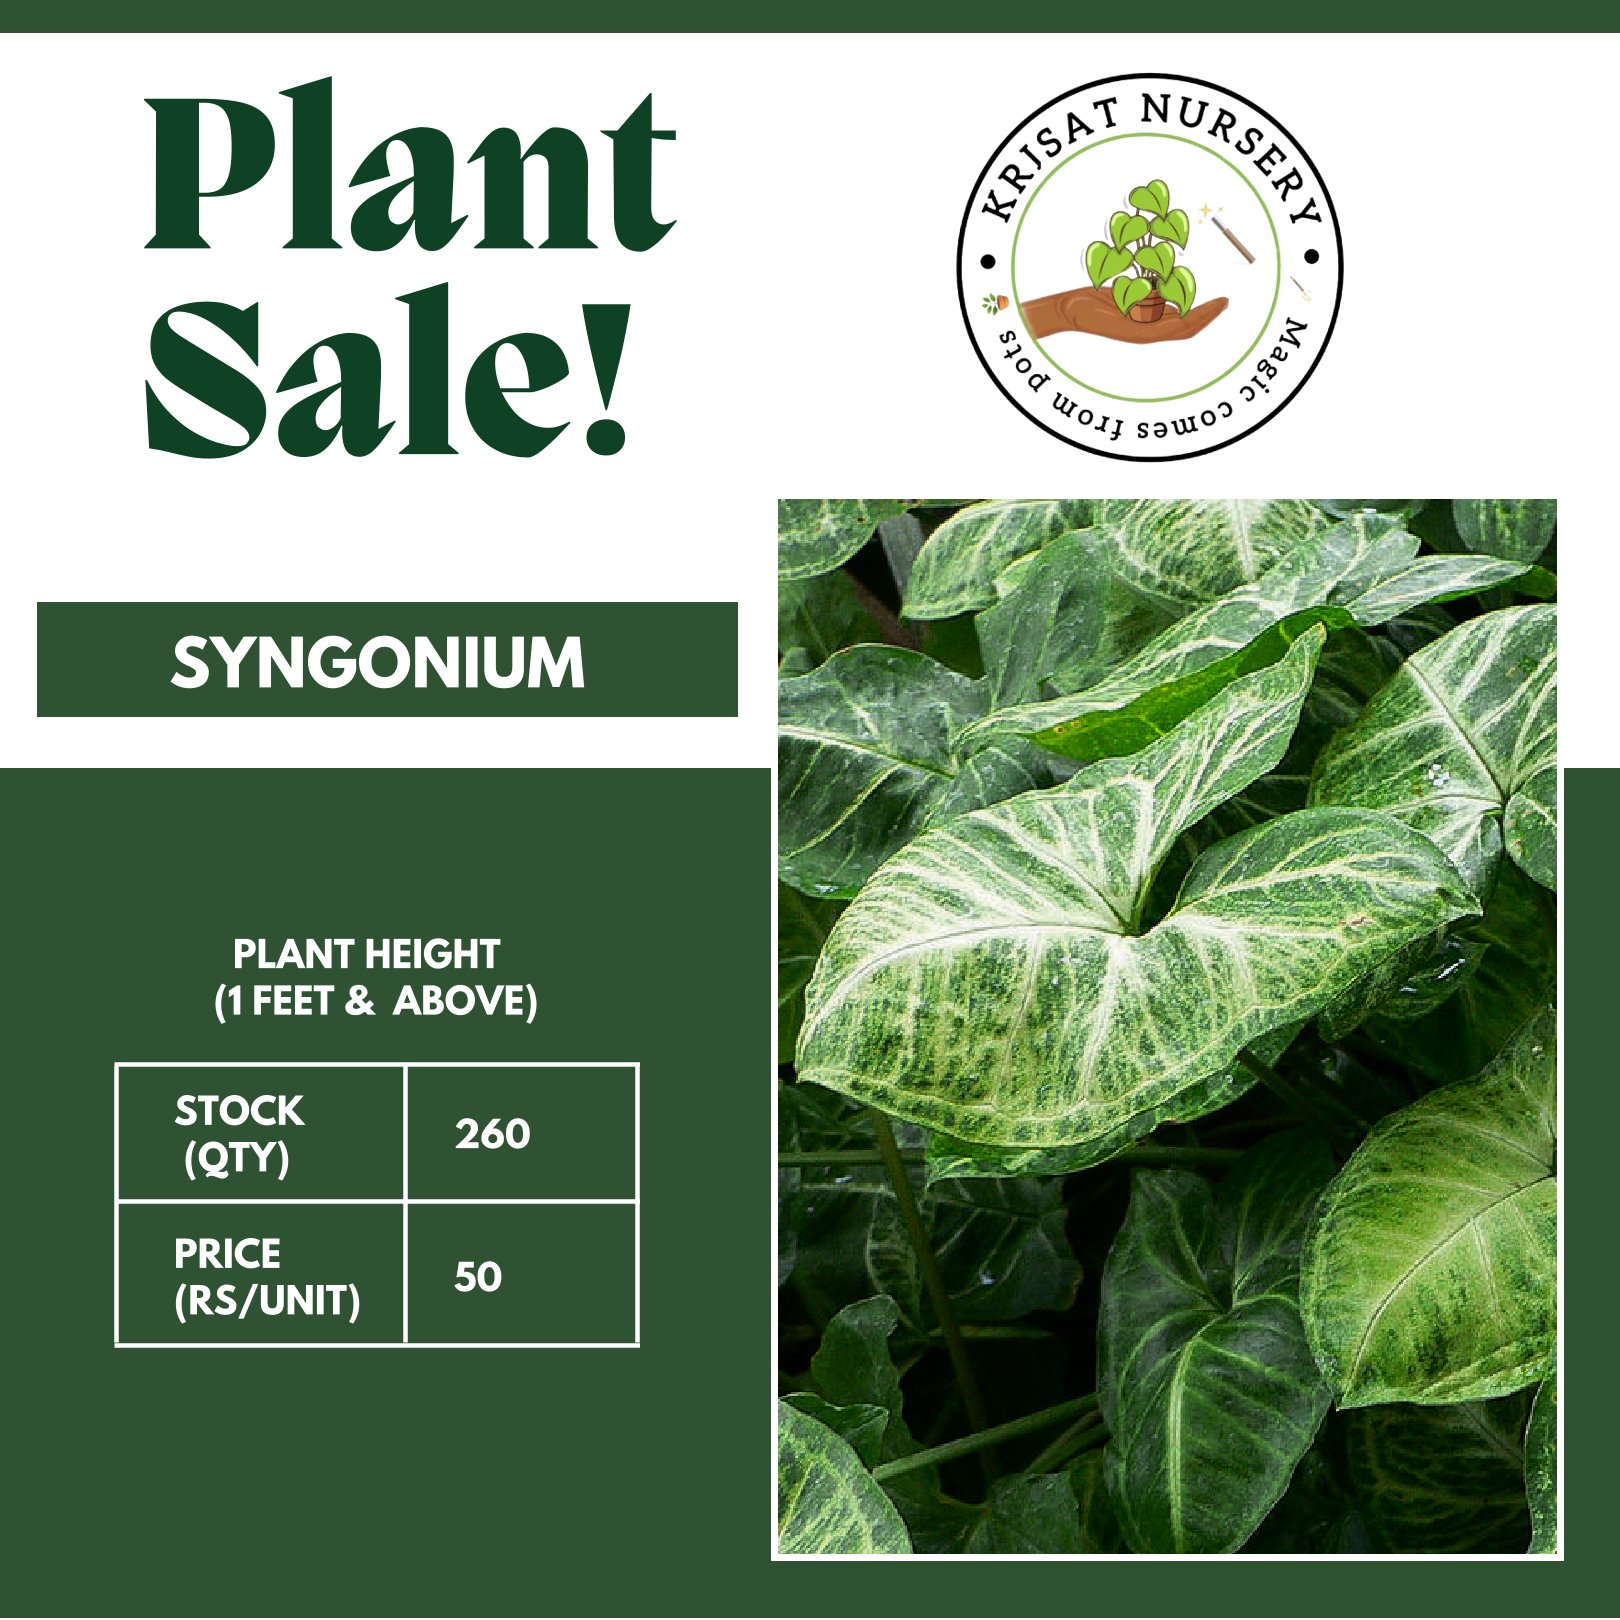 Plant
Sale!
KRJSAT NURSERY
Magic comes from pots
SYNGONIUM
PLANT HEIGHT
(1 FEET & ABOVE)
STOCK
(QTY)
260
PRICE
(RS/UNIT)
50